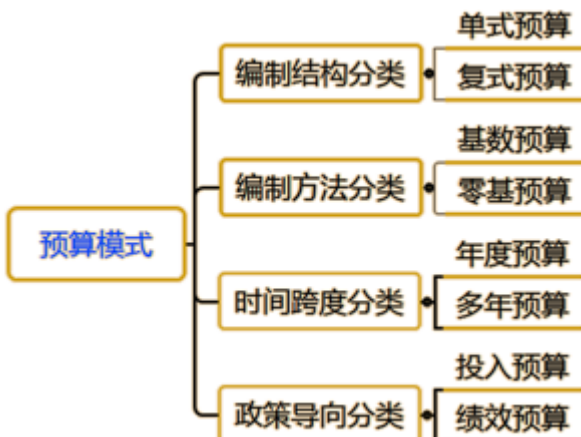 预算模式
编制结构分类
单式预算
复式预算
编制方法分类
基数预算
零基预算
时间跨度分类
年度预算
多年预算
政策导向分类
投入预算
绩效预算